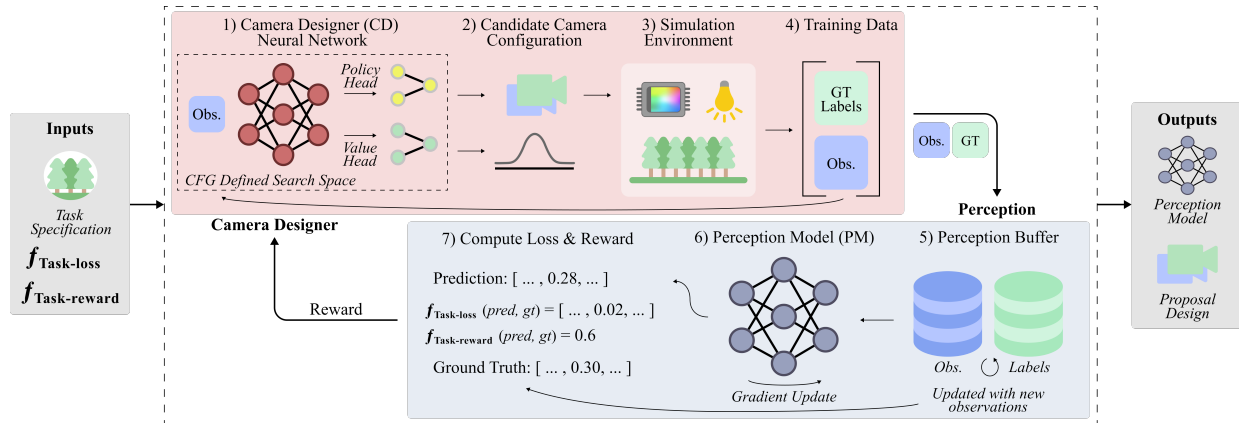 Inputs
Task
Specification
f Task-loss
f Task-reward
1) Camera Designer (CD)
Neural Network
Obs.
Policy
Head
Value
Head
CFG Defined Search Space
2) Candidate Camera
Configuration
3) Simulation
Environment
4) Training Data
GT
Labels
Obs.
Obs.
GT
Camera Designer
Perception
Reward
7) Compute Loss & Reward
Prediction: [ ... , 0.28, ... ]
f Task-loss (pred, gt) = [ ... , 0.02, ... ]
f Task-reward (pred, gt) = 0.6
Ground Truth: [ ... , 0.30, ... ]
6) Perception Model (PM)
Gradient Update
5) Perception Buffer
Obs.
Labels
Updated with new
observations
Outputs
Perception
Model
Proposal
Design